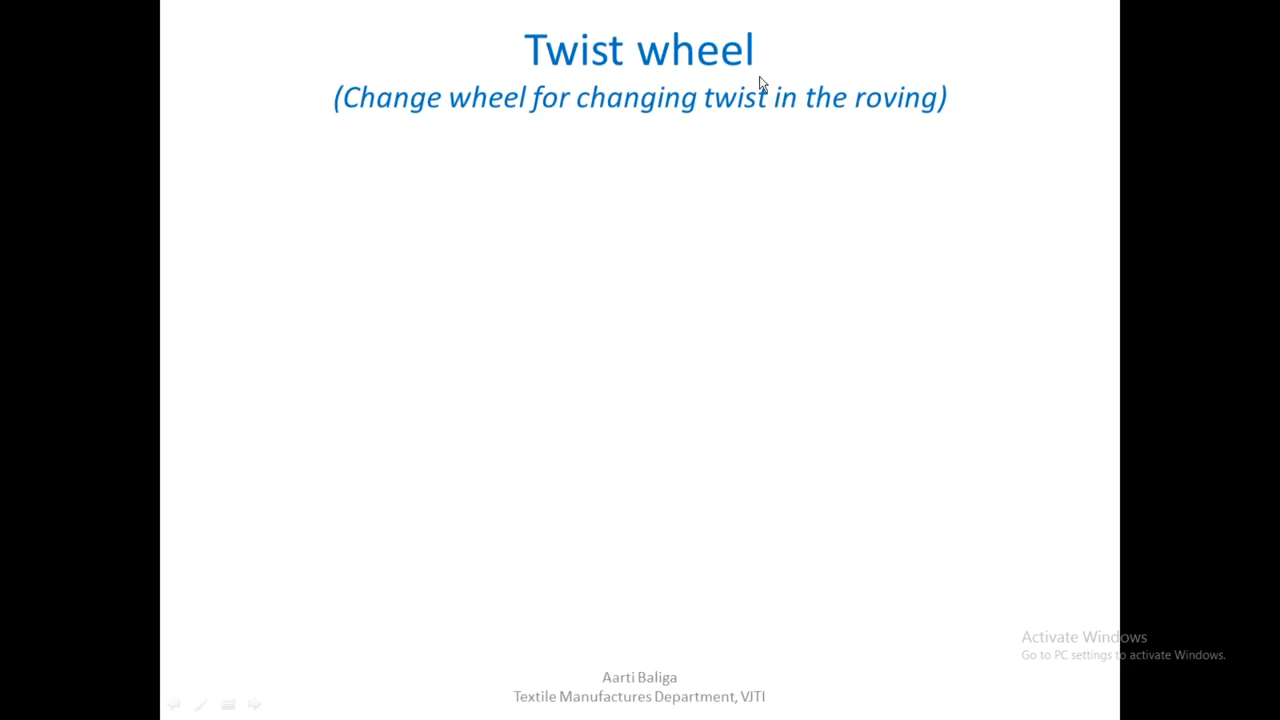 Twist wheel
(Change wheel for changing twist in the roving)
Activate Windows
Go to PC settings to activate Windows.
Aarti Baliga
Textile Manufactures Department, VJTI